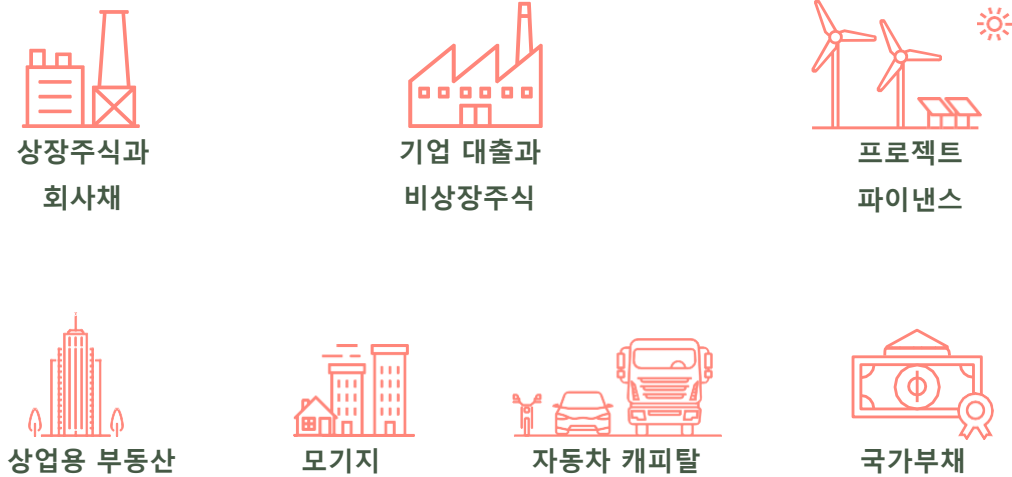 상장주식과
회사채
기업 대출과
비상장주식
프로젝트
파이낸스
상업용 부동산
모기지
자동차 캐피탈
국가부채